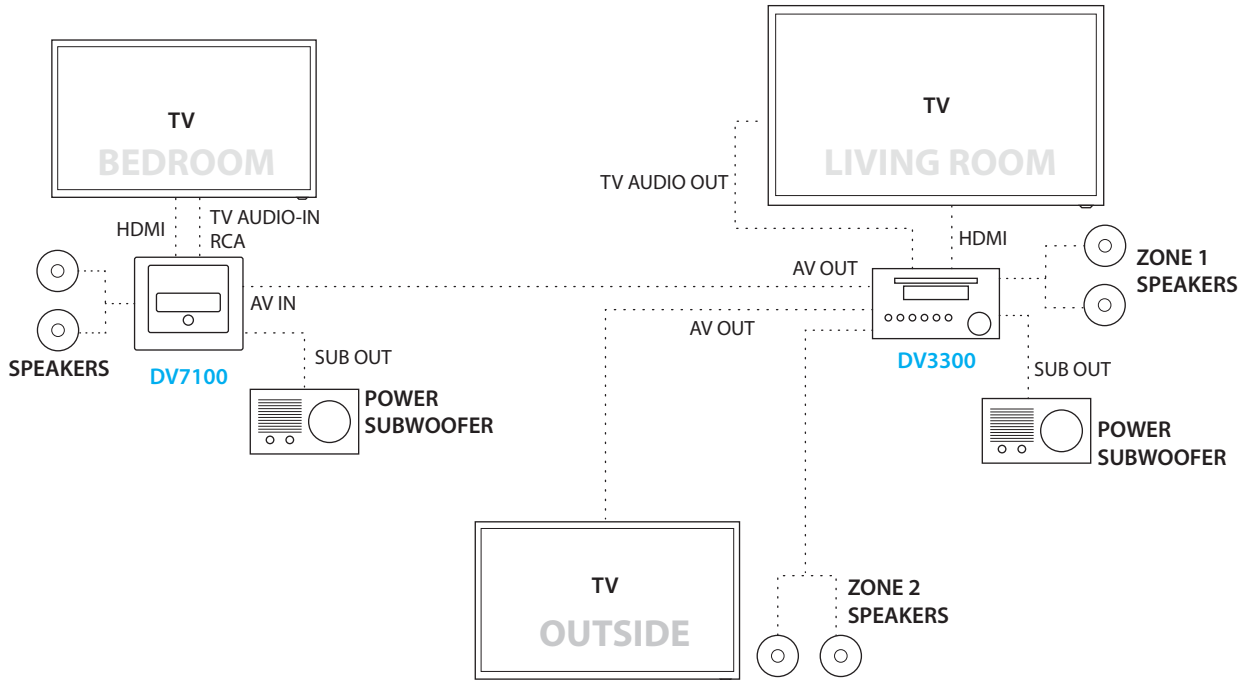 TV
BEDROOM
HDMI
TV AUDIO-IN
RCA
SPEAKERS
DV7100
AV IN
SUB OUT
POWER
SUBWOOFER
TV
LIVING ROOM
TV AUDIO OUT
HDMI
AV OUT
AV OUT
DV3300
ZONE 1
SPEAKERS
SUB OUT
POWER
SUBWOOFER
TV
OUTSIDE
ZONE 2
SPEAKERS